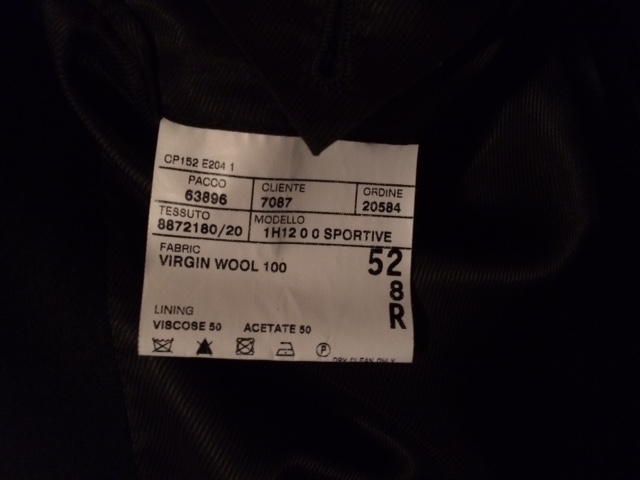 CP152 E204 1
PACCO CLIENTE ORDINE
63896 7087 20584
TESSUTO MODELLO
8872180/20 1H12 0 0 SPORTIVE
FABRIC
VIRGIN WOOL 100
52
8
R
LINING
VISCOSE 50 ACETATE 50
P
DRY CLEAN ONLY